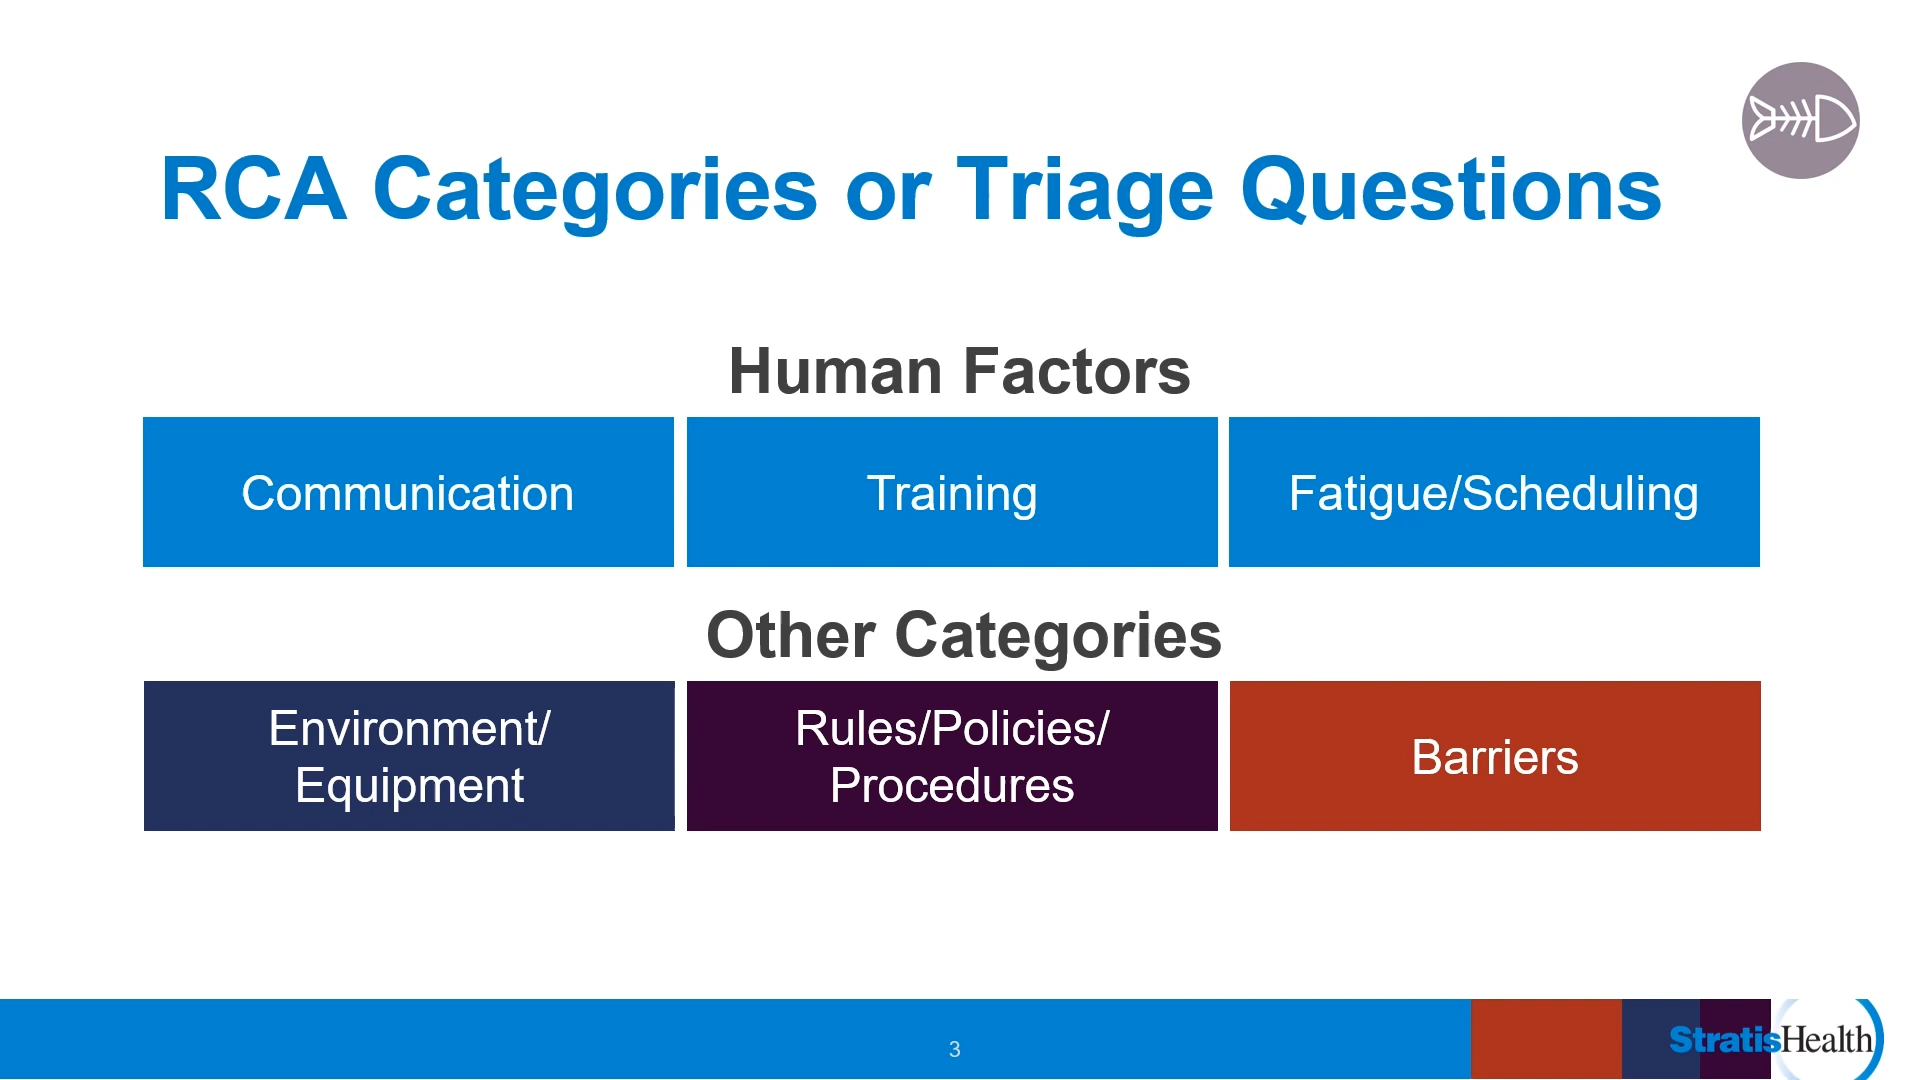 RCA Categories or Triage Questions
Human Factors
Communication
Training
Fatigue/Scheduling
Other Categories
Environment/
Equipment
Rules/Policies/
Procedures
Barriers
3
StratisHealth